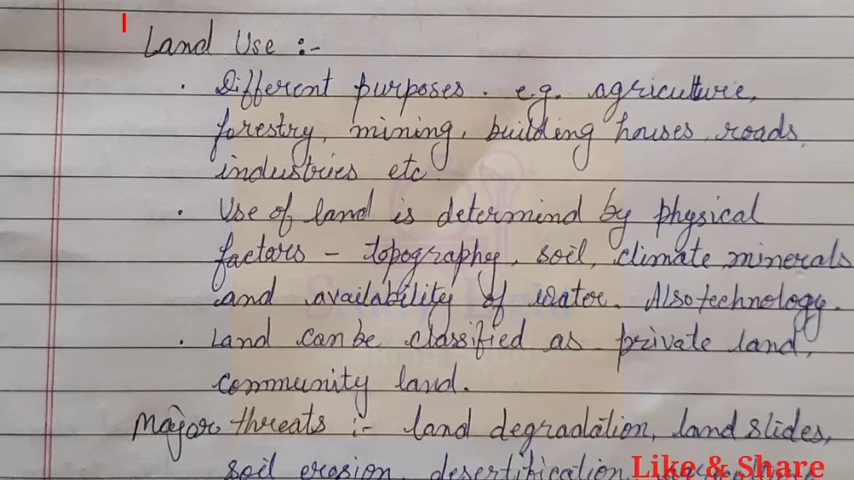 Land Use :-
• Different purposes. e.g. agriculture,
forestry, mining, building houses, roads,
industries etc
• Use of land is determind by physical
factors - topography, soil, climate minerals
and availability of water. Also technology.
• Land can be classified as private land,
community land.
Major threats :- land degradation, land slides,
soil erosion, desertification,
Like & Share